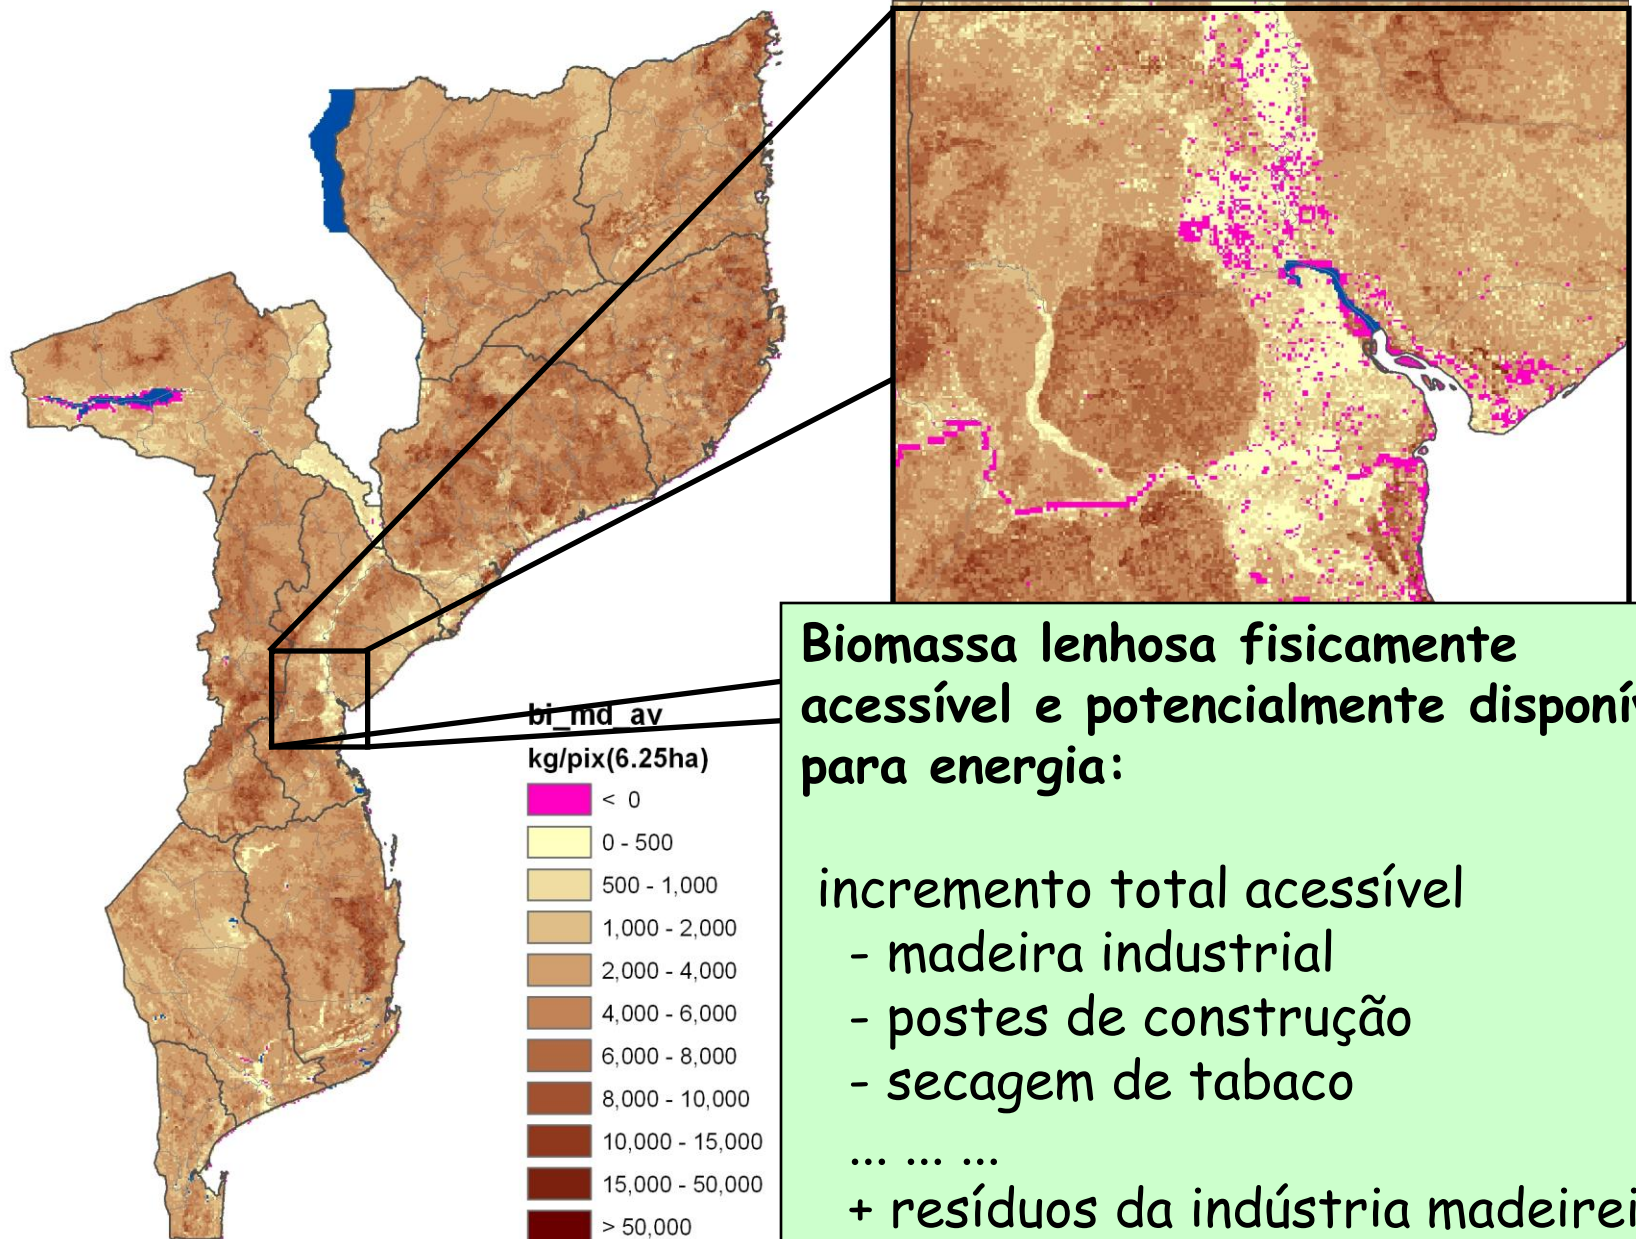 bi_md_av
kg/pix(6.25ha)
< 0
0 - 500
500 - 1,000
1,000 - 2,000
2,000 - 4,000
4,000 - 6,000
6,000 - 8,000
8,000 - 10,000
10,000 - 15,000
15,000 - 50,000
> 50,000
Biomassa lenhosa fisicamente
acessível e potencialmente disponív
para energia:
incremento total acessível
- madeira industrial
- postes de construção
- secagem de tabaco
... ... ...
+ resíduos da indústria madeirei